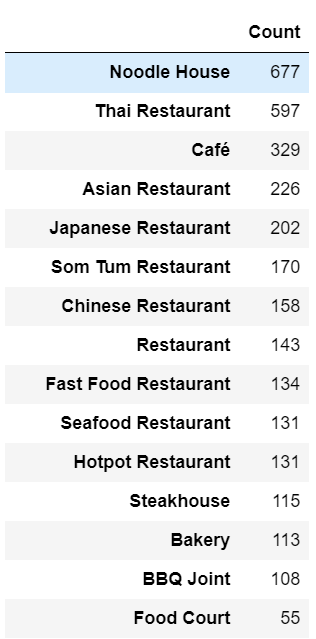 Count
Noodle House 677
Thai Restaurant 597
Café 329
Asian Restaurant 226
Japanese Restaurant 202
Som Tum Restaurant 170
Chinese Restaurant 158
Restaurant 143
Fast Food Restaurant 134
Seafood Restaurant 131
Hotpot Restaurant 131
Steakhouse 115
Bakery 113
BBQ Joint 108
Food Court 55